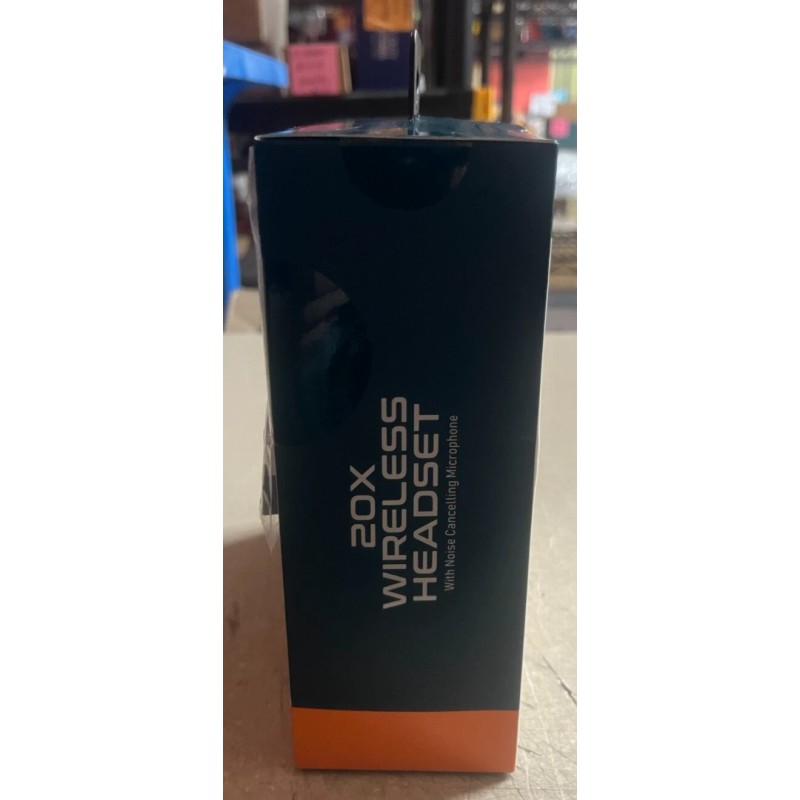 20X
WIRELESS
HEADSET
With Noise Cancelling Microphone